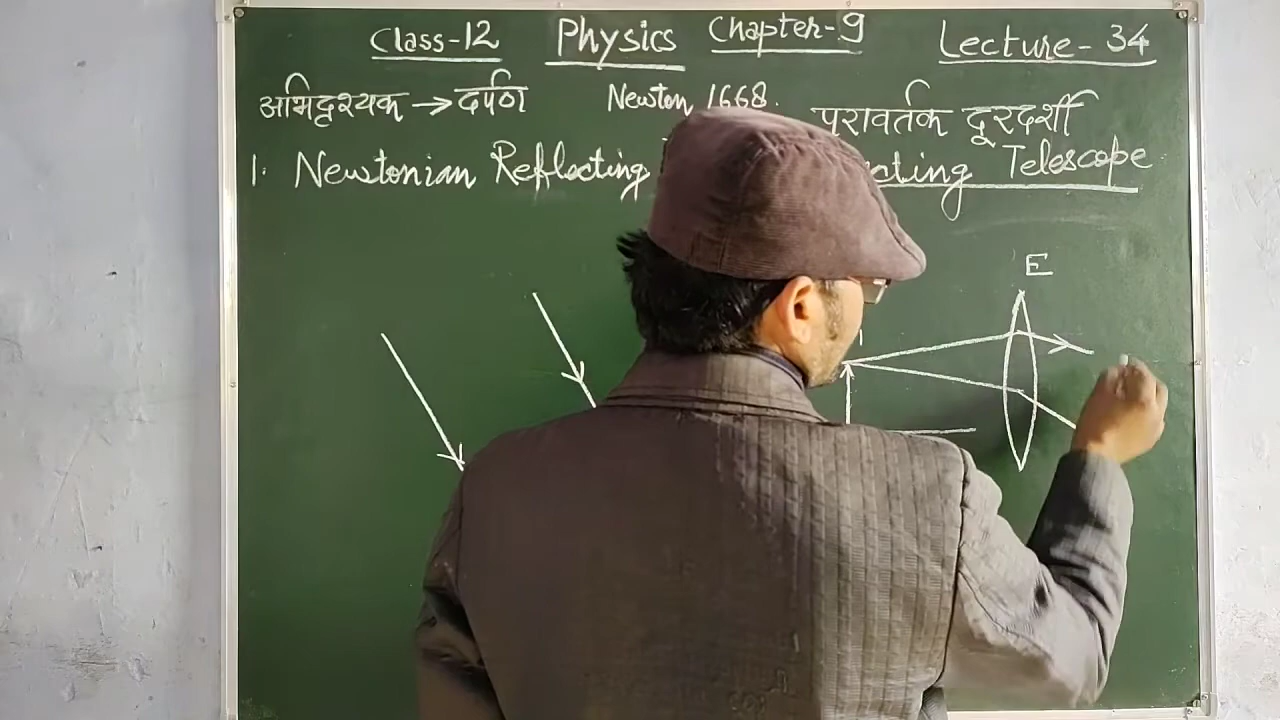 Class-12 Physics Chapter-9 Lecture-34
अभिदृश्यक → दर्पण Newton 1668. परावर्तक दूरदर्शी
1. Newtonian Reflecting Telescope
E